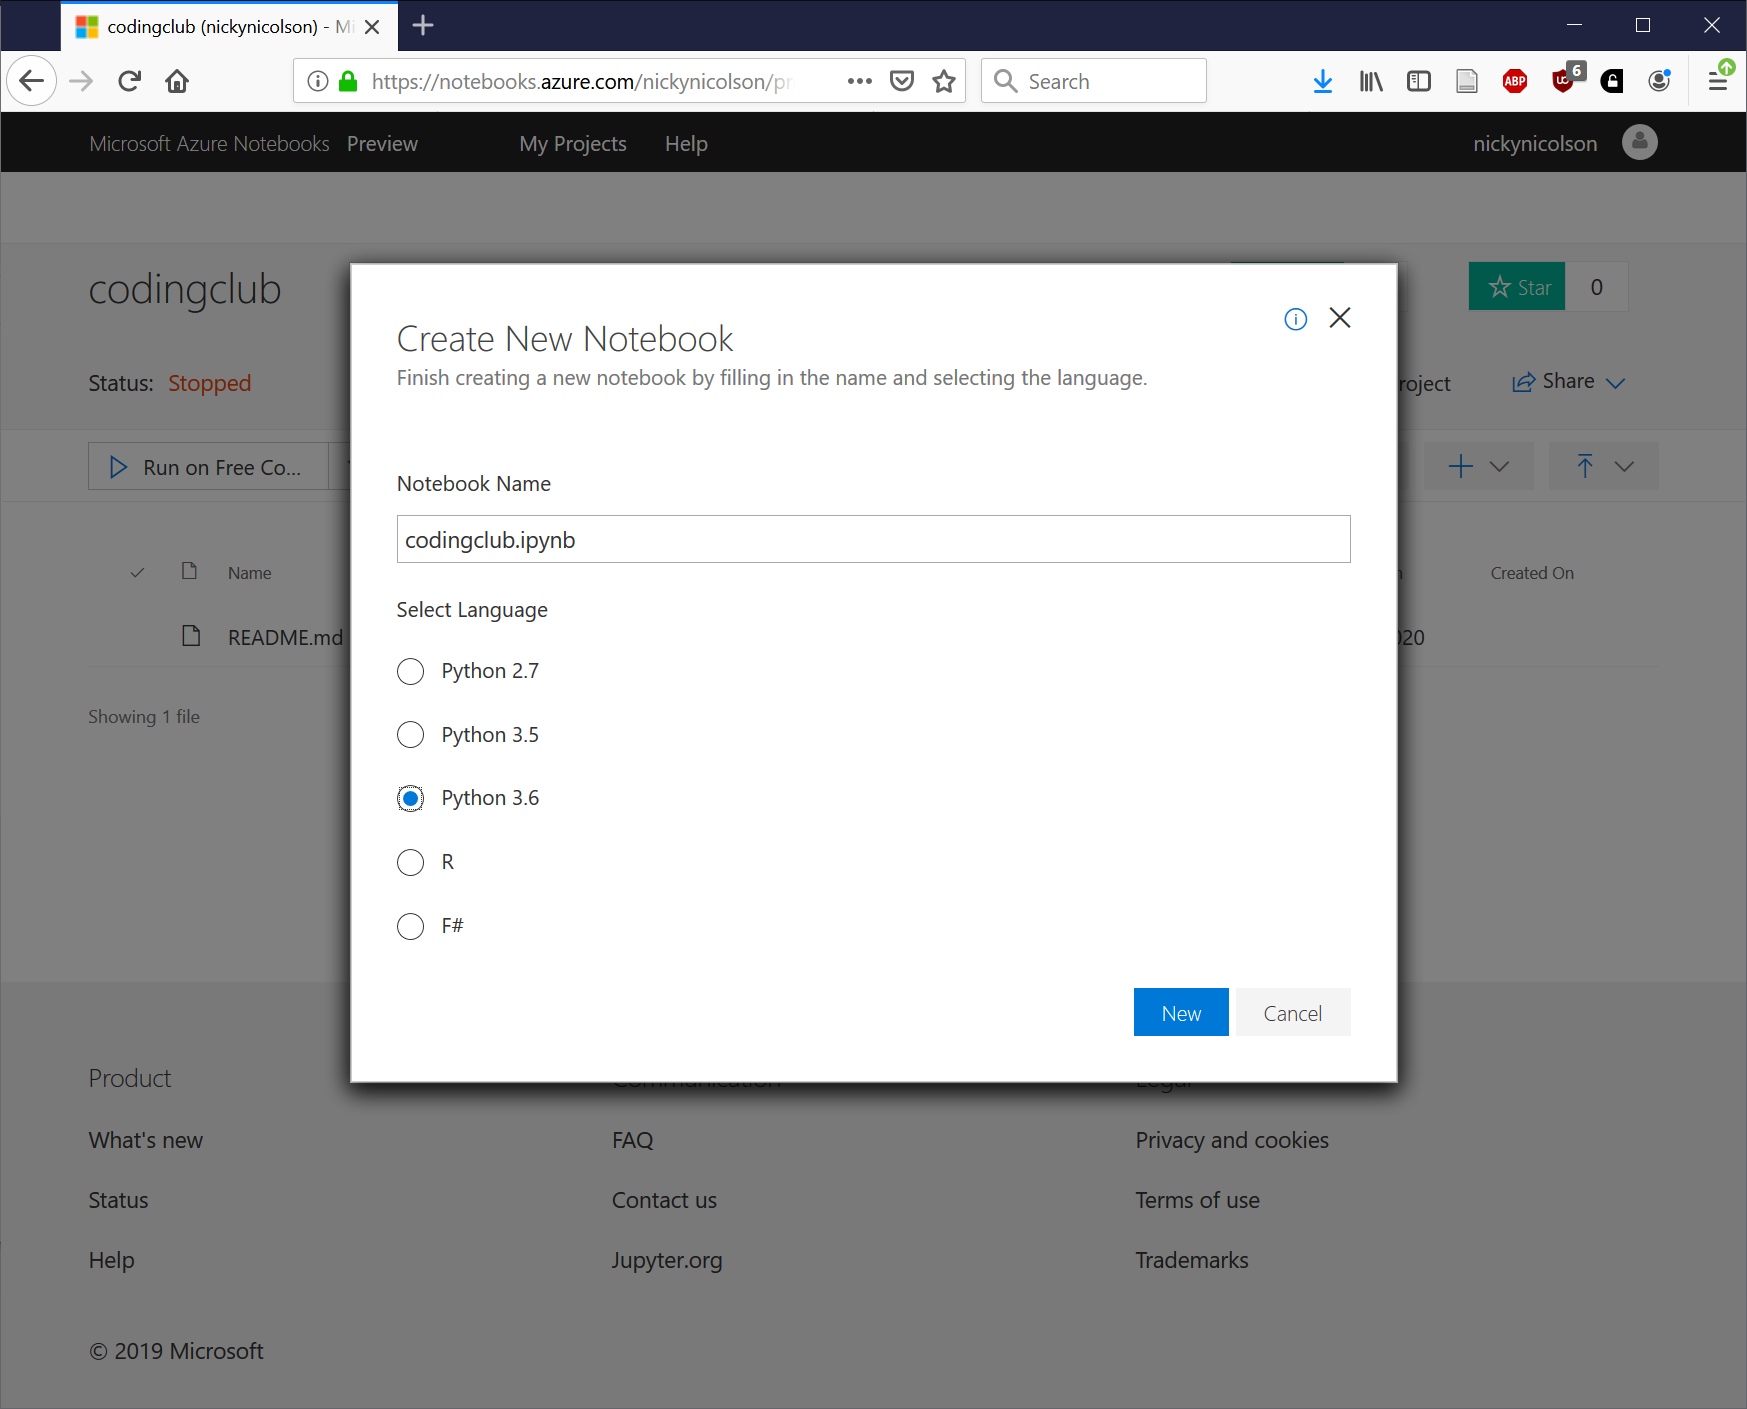 codingclub (nickynicolson) - Mi
https://notebooks.azure.com/nickynicolson/pr
Search
ABP
6
Microsoft Azure Notebooks Preview My Projects Help nickynicolson
codingclub
Star 0
Status: Stopped
Share
Run on Free Co...
Name
Created On
README.md
Showing 1 file
Create New Notebook
Finish creating a new notebook by filling in the name and selecting the language.
Notebook Name
codingclub.ipynb
Select Language
Python 2.7
Python 3.5
Python 3.6
R
F#
New Cancel
Product
What's new FAQ Privacy and cookies
Status Contact us Terms of use
Help Jupyter.org Trademarks
© 2019 Microsoft